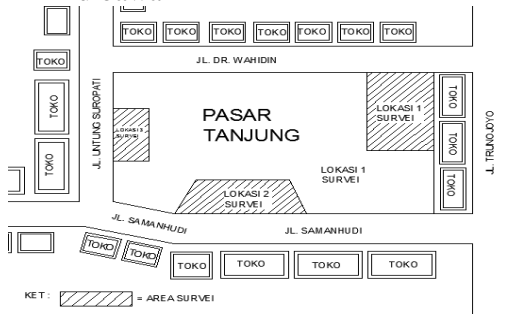 TOKO TOKO TOKO TOKO TOKO TOKO TOKO
TOKO
JL. DR. WAHIDIN
TOKO
JL. UNTUNG SUROPATI
LOKASI 3
SURVEI
PASAR
TANJUNG
LOKASI 1
SURVEI
TOKO
JL. TRUNOJOYO
TOKO
TOKO
LOKASI 1
SURVEI
TOKO
LOKASI 2
SURVEI
TOKO
JL. SAMANHUDI
JL. SAMANHUDI
TOKO TOKO TOKO TOKO TOKO TOKO
KET : = AREA SURVEI